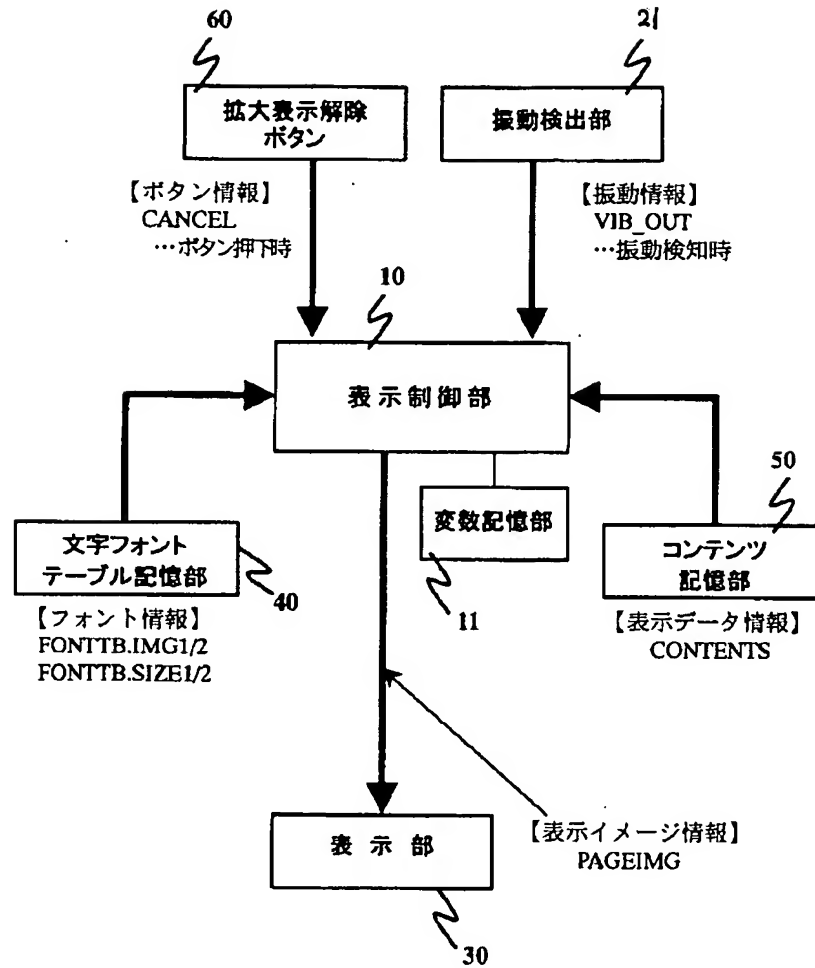 60
拡大表示解除
ボタン
21
振動検出部
【ボタン情報】
CANCEL
…ボタン押下時
【振動情報】
VIB_OUT
…振動検知時
10
表示制御部
変数記憶部
11
文字フォント
テーブル記憶部
40
【フォント情報】
FONTTB.IMG1/2
FONTTB.SIZE1/2
50
コンテンツ
記憶部
【表示データ情報】
CONTENTS
表 示 部
30
【表示イメージ情報】
PAGEIMG